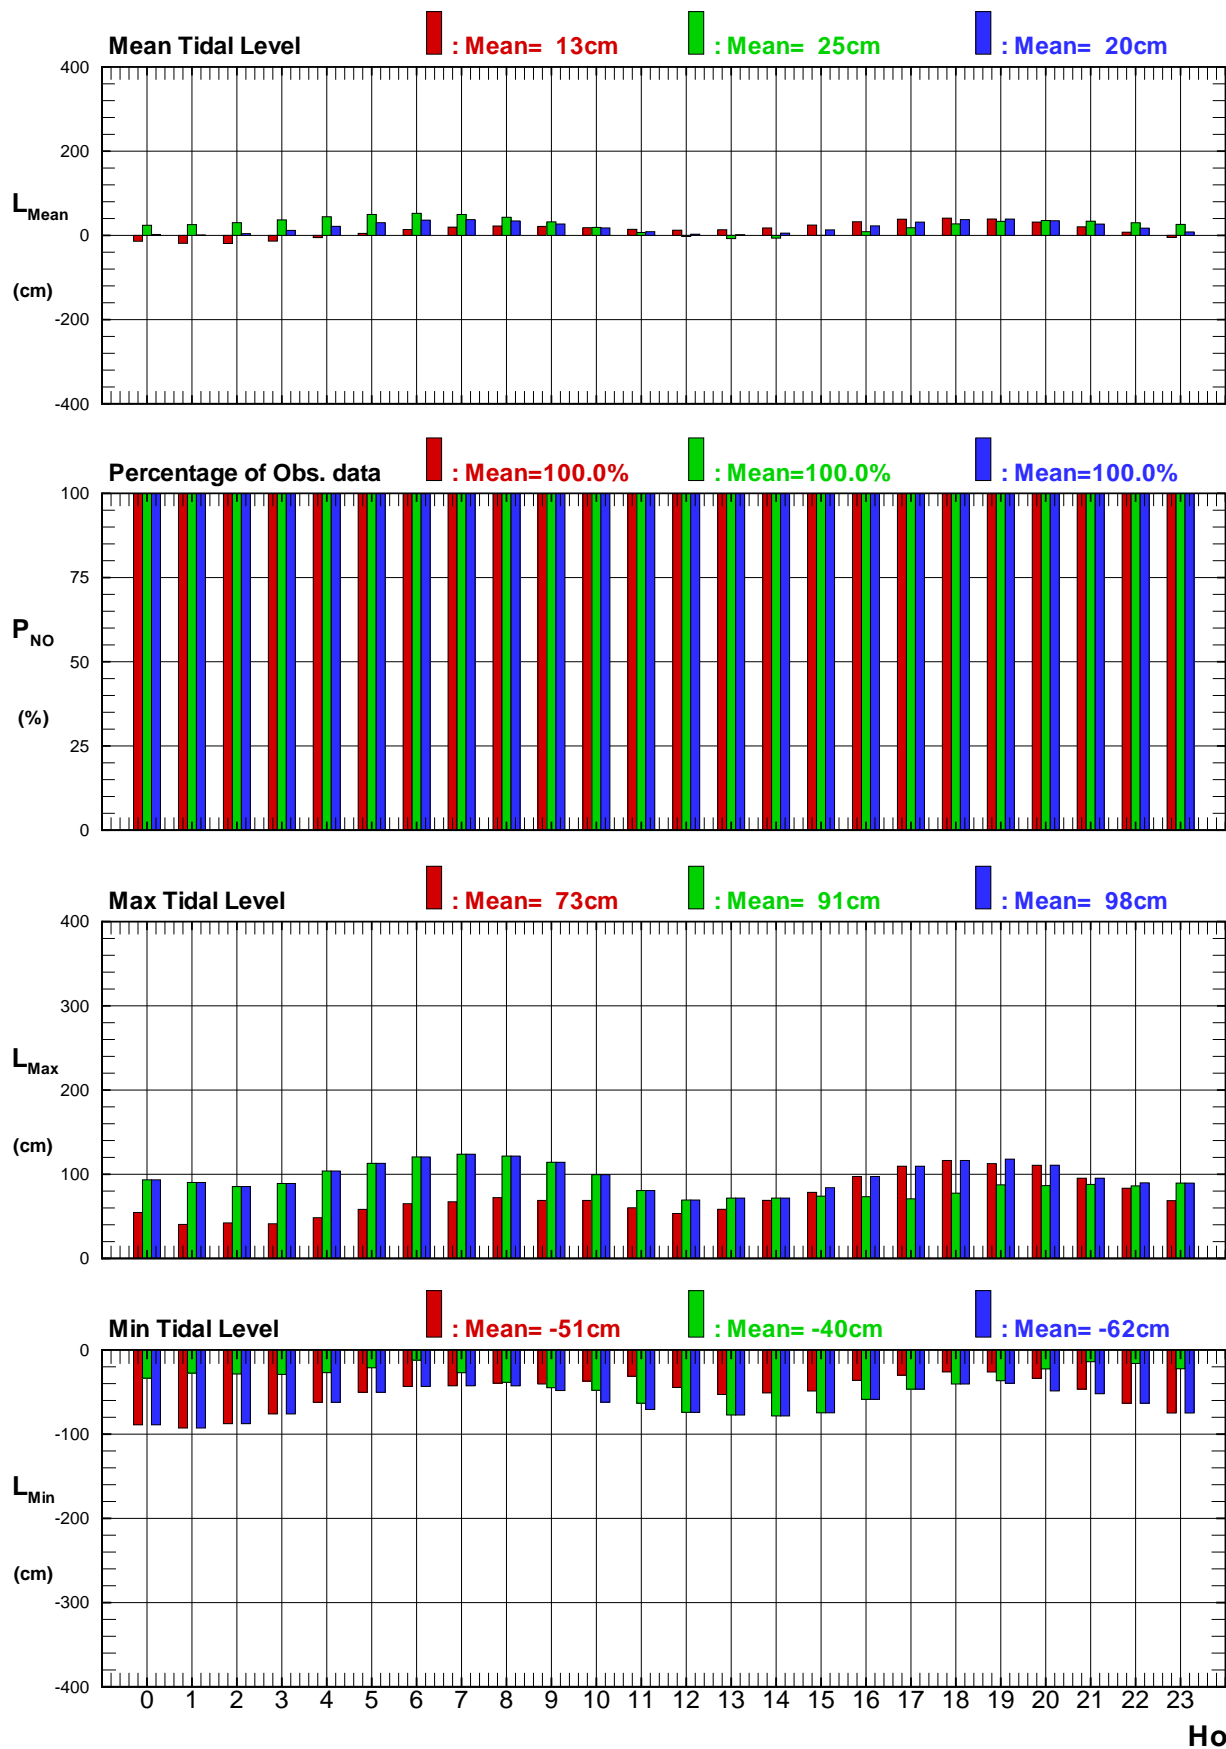 Mean Tidal Level : Mean= 13cm : Mean= 25cm : Mean= 20cm
400
200
L Mean
0
(cm)
-200
-400
Percentage of Obs. data : Mean=100.0% : Mean=100.0% : Mean=100.0%
100
75
P NO
50
(%)
25
0
Max Tidal Level : Mean= 73cm : Mean= 91cm : Mean= 98cm
400
300
L Max
200
(cm)
100
0
Min Tidal Level : Mean= -51cm : Mean= -40cm : Mean= -62cm
0
-100
L Min
-200
(cm)
-300
-400
0 1 2 3 4 5 6 7 8 9 10 11 12 13 14 15 16 17 18 19 20 21 22 23
Ho